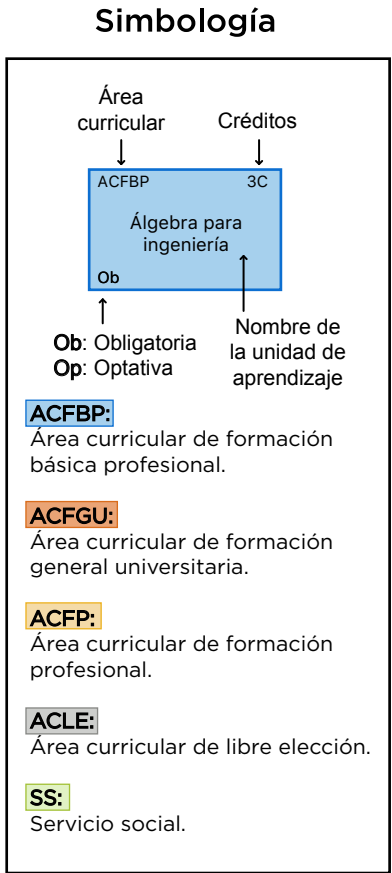 Simbología
Área
curricular
Créditos
ACFBP
3C
Álgebra para
ingeniería
Ob
Ob: Obligatoria
Op: Optativa
Nombre de
la unidad de
aprendizaje
ACFBP:
Área curricular de formación
básica profesional.
ACFGU:
Área curricular de formación
general universitaria.
ACFP:
Área curricular de formación
profesional.
ACLE:
Área curricular de libre elección.
SS:
Servicio social.